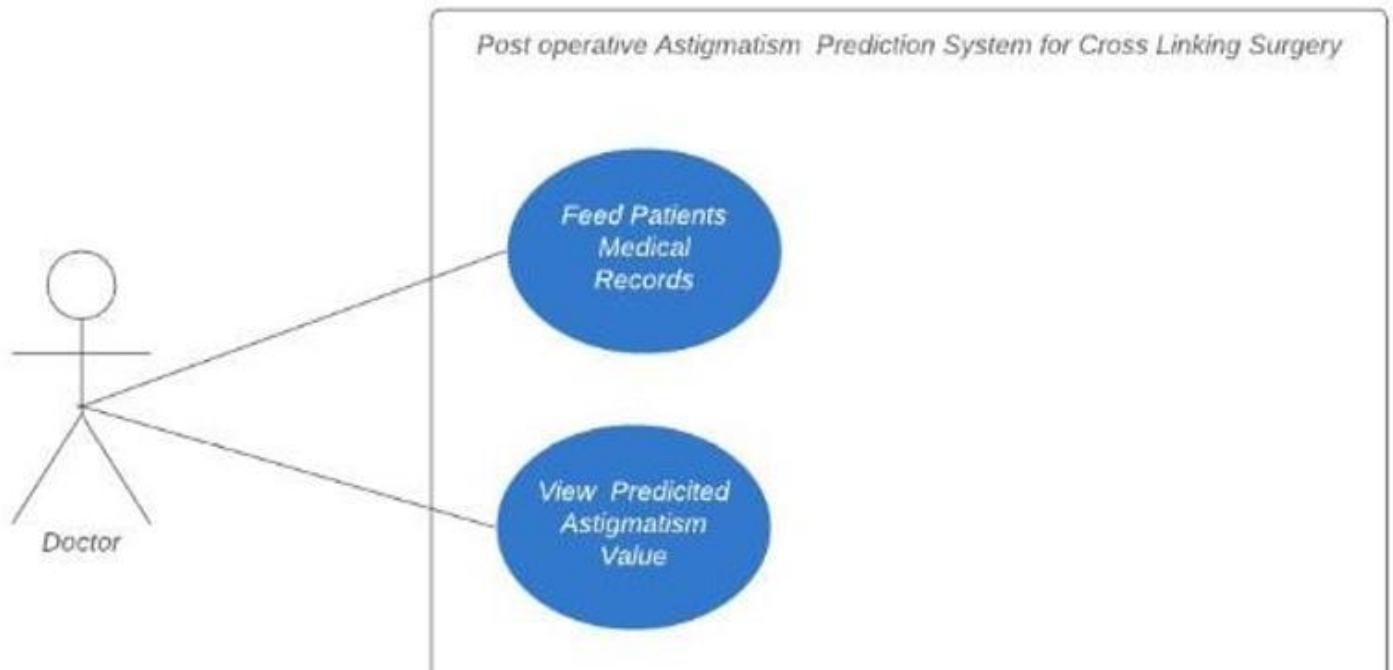 Post operative Astigmatism Prediction System for Cross Linking Surgery
Feed Patients
Medical
Records
View Predicited
Astigmatism
Value
Doctor